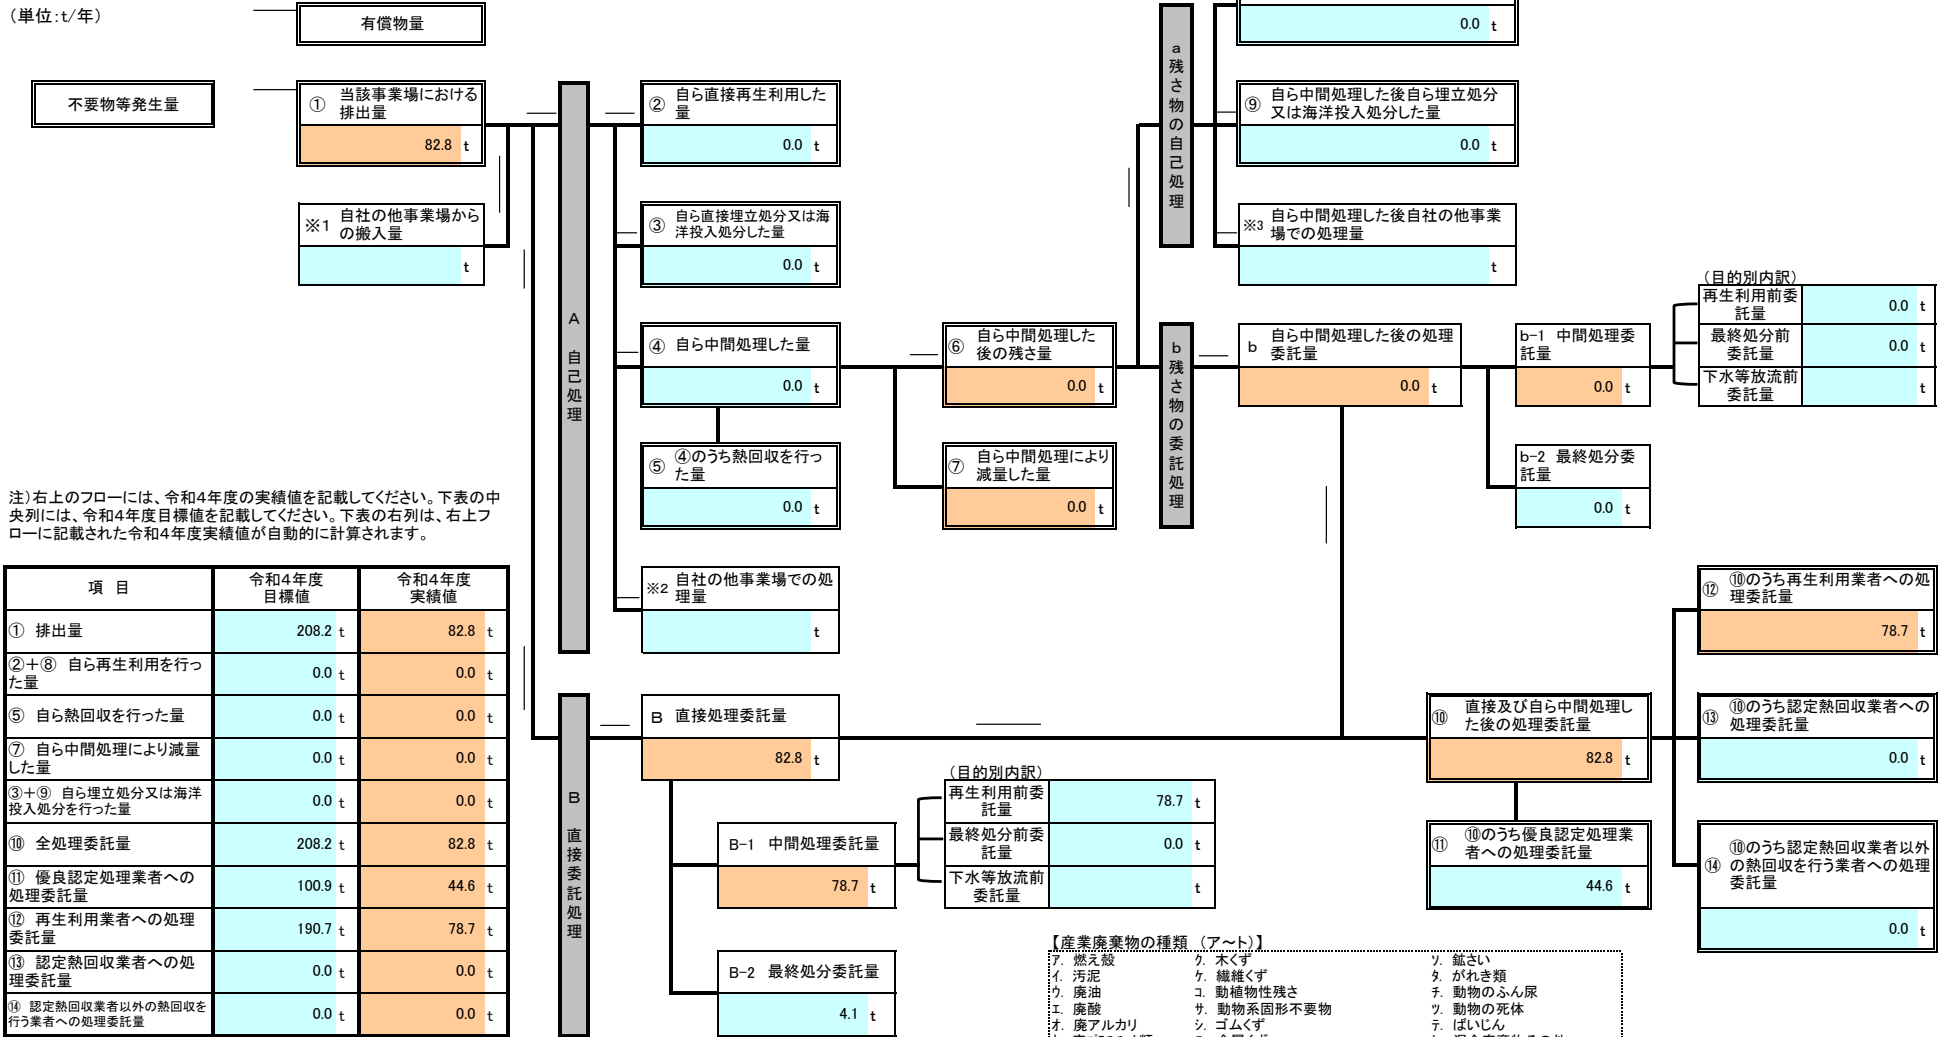 (単位:t/年)
有償物量
0.0 t
不要物等発生量
① 当該事業場における
排出量
82.8 t
※1 自社の他事業場から
の搬入量
t
A 自己処理
② 自ら直接再生利用した
量
0.0 t
③ 自ら直接埋立処分又は海
洋投入処分した量
0.0 t
④ 自ら中間処理した量
0.0 t
⑤ ④のうち熱回収を行っ
た量
0.0 t
※2 自社の他事業場での処
理量
t
⑥ 自ら中間処理した
後の残さ量
0.0 t
⑦ 自ら中間処理により
減量した量
0.0 t
a 残さ物の自己処理
⑨ 自ら中間処理した後自ら埋立処分
又は海洋投入処分した量
0.0 t
※3 自ら中間処理した後自社の他事業
場での処理量
t
b 残さ物の委託処理
b 自ら中間処理した後の処理
委託量
0.0 t
b-1 中間処理委
託量
0.0 t
b-2 最終処分委
託量
0.0 t
(目的別内訳)
再生利用前委
託量
0.0 t
最終処分前
委託量
0.0 t
下水等放流前
委託量
t
注)右上のフローには、令和4年度の実績値を記載してください。下表の中
央列には、令和4年度目標値を記載してください。下表の右列は、右上フ
ローに記載された令和4年度実績値が自動的に計算されます。
項 目 令和4年度
目標値 令和4年度
実績値
① 排出量 208.2 t 82.8 t
②+⑧ 自ら再生利用を行っ
た量 0.0 t 0.0 t
⑤ 自ら熱回収を行った量 0.0 t 0.0 t
⑦ 自ら中間処理により減量
した量 0.0 t 0.0 t
③+⑨ 自ら埋立処分又は海洋
投入処分を行った量 0.0 t 0.0 t
⑩ 全処理委託量 208.2 t 82.8 t
⑪ 優良認定処理業者への
処理委託量 100.9 t 44.6 t
⑫ 再生利用業者への処理
委託量 190.7 t 78.7 t
⑬ 認定熱回収業者への処
理委託量 0.0 t 0.0 t
⑭ 認定熱回収業者以外の熱回収を
行う業者への処理委託量 0.0 t 0.0 t
B 直接委託処理
B 直接処理委託量
82.8 t
B-1 中間処理委託量
78.7 t
B-2 最終処分委託量
4.1 t
(目的別内訳)
再生利用前委
託量
78.7 t
最終処分前委
託量
0.0 t
下水等放流前
委託量
t
⑩ 直接及び自ら中間処理し
た後の処理委託量
82.8 t
⑪ ⑩のうち優良認定処理業
者への処理委託量
44.6 t
⑫ ⑩のうち再生利用業者への処
理委託量
78.7 t
⑬ ⑩のうち認定熱回収業者への
処理委託量
0.0 t
⑭ ⑩のうち認定熱回収業者以外
の熱回収を行う業者への処理
委託量
0.0 t
【産業廃棄物の種類 (ア~ト)】
ア. 燃え殻 ク. 木くず ソ. 鉱さい
イ. 汚泥 ケ. 繊維くず タ. がれき類
ウ. 廃油 コ. 動植物性残さ チ. 動物のふん尿
エ. 廃酸 サ. 動物系固形不要物 ツ. 動物の死体
オ. 廃アルカリ シ. ゴムくず テ. ばいじん